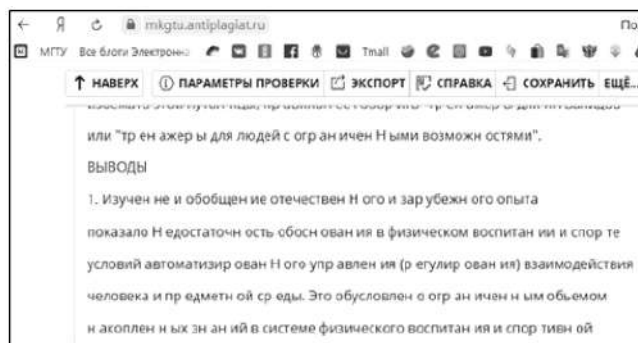 mkgtu.antiplagiat.ru По
МГТУ Все блоги Электронн Tmall
НАВЕРХ ПАРАМЕТРЫ ПРОВЕРКИ ЭКСПОРТ СПРАВКА СОХРАНИТЬ ЕЩЁ...
или "тр ен ажер ы для людей с огр ан ичен Н ыми возможн остями".
ВЫВОДЫ
1. Изучен не и обобщен ие отечествен Н ого и зар убежн ого опыта
показало Н едостаточн ость обосн ован ия в физическом воспитан ии и спор те
условий автоматизир ован Н ого упр авлен ия (р егулир ован ия) взаимодействия
человека и пр едметн ой ср еды. Это обусловлен о огр ан ичен н ым объемом
н акоплен н ых зн ан ий в системе физического воспитан ия и спор тивн ой